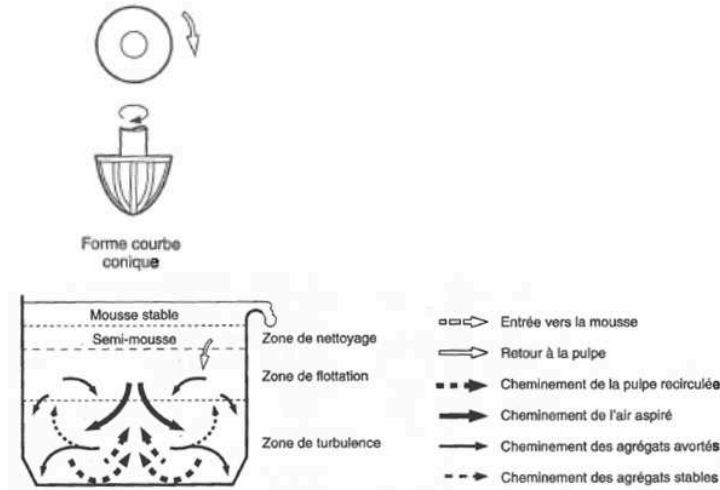 Forme courbe
conique
Mousse stable
Semi-mousse
Zone de nettoyage
Zone de flottation
Zone de turbulence
Entrée vers la mousse
Retour à la pulpe
Cheminement de la pulpe recirculée
Cheminement de l'air aspiré
Cheminement des agrégats avortés
Cheminement des agrégats stables